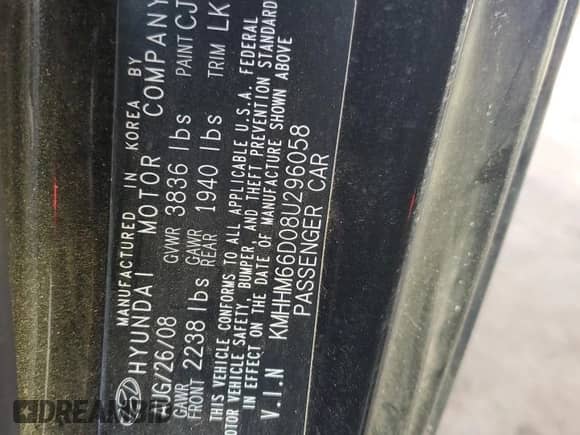 MANUFACTURED IN KOREA BY
HYUNDAI MOTOR COMPANY
AUG/26/08 GVWR 3836 lbs PAINT CJ
GAWR FRONT 2238 lbs GAWR REAR 1940 lbs TRIM LK
THIS VEHICLE CONFORMS TO ALL APPLICABLE U.S.A. FEDERAL
MOTOR VEHICLE SAFETY, BUMPER, AND THEFT PREVENTION STANDARD
IN EFFECT ON THE DATE OF MANUFACTURE SHOWN ABOVE
V.I.N KMHHM66D08U296058
PASSENGER CAR
DREAMBID